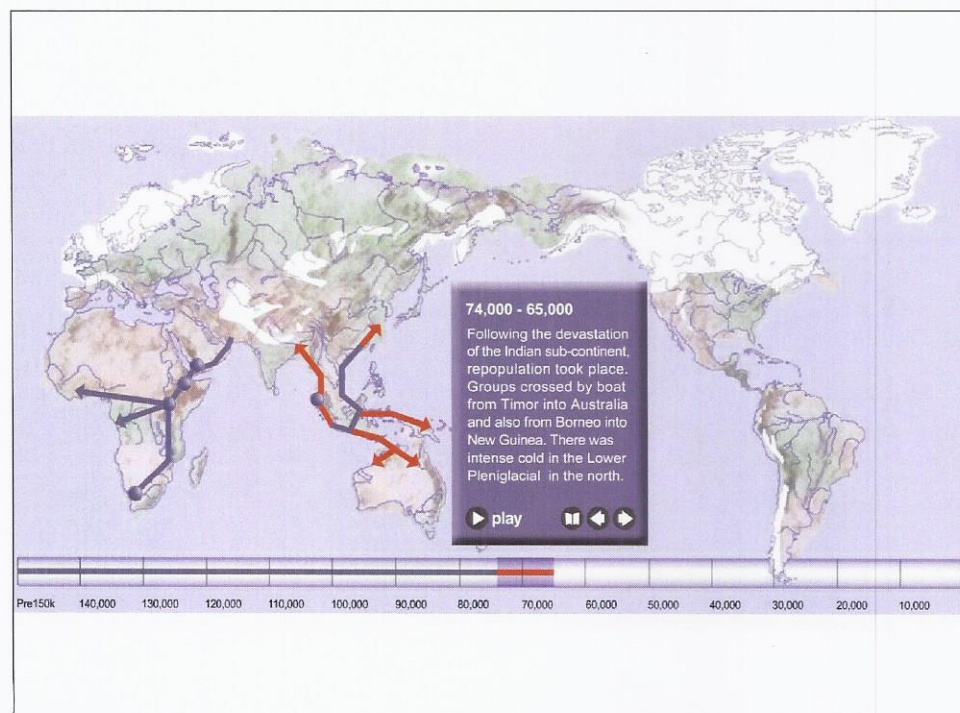 74,000 - 65,000
Following the devastation
of the Indian sub-continent,
repopulation took place.
Groups crossed by boat
from Timor into Australia
and also from Borneo into
New Guinea. There was
intense cold in the Lower
Pleniglacial in the north.
play
Pre150k 140,000 130,000 120,000 110,000 100,000 90,000 80,000 70,000 60,000 50,000 40,000 30,000 20,000 10,000